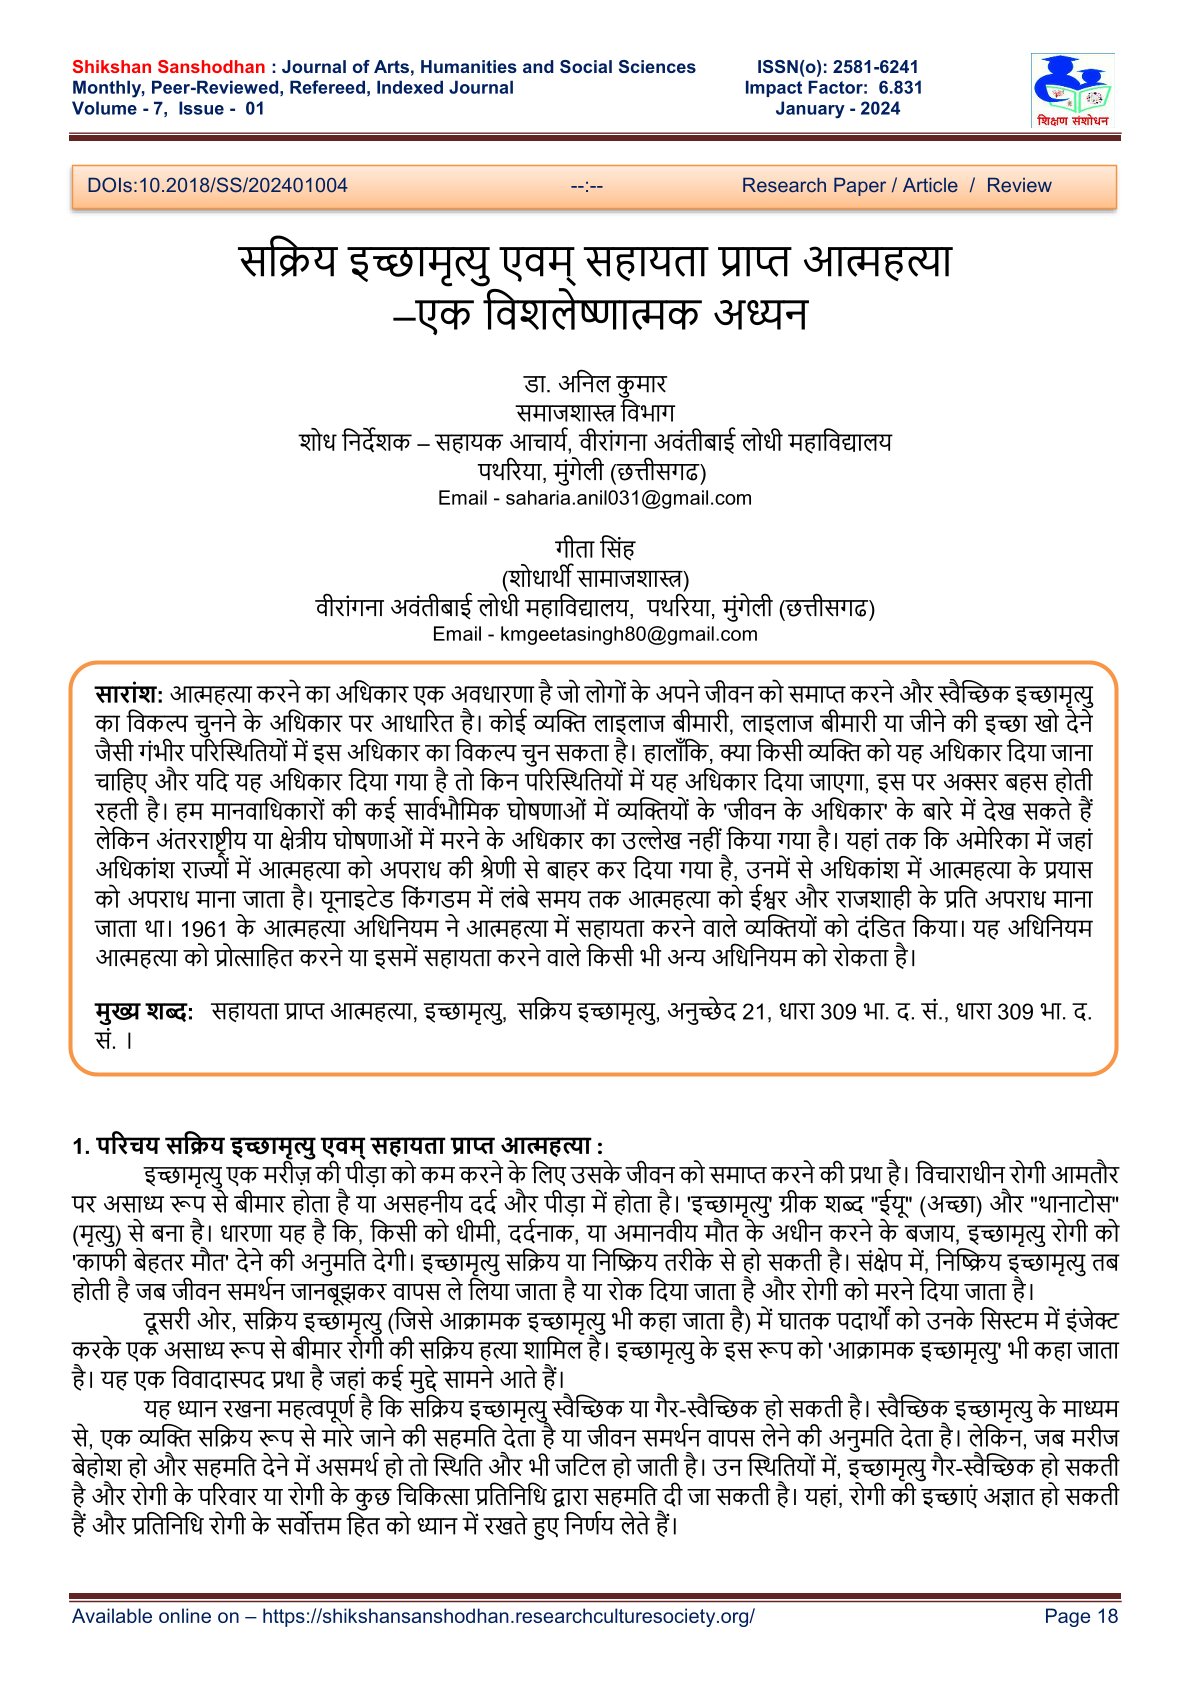 Shikshan Sanshodhan : Journal of Arts, Humanities and Social Sciences ISSN(o): 2581-6241
Monthly, Peer-Reviewed, Refereed, Indexed Journal Impact Factor: 6.831
Volume - 7, Issue - 01 January - 2024
शिक्षण संशोधन
DOIs:10.2018/SS/202401004 --:-- Research Paper / Article / Review
सक्रिय इच्छामृत्यु एवम् सहायता प्राप्त आत्महत्या
–एक विशलेष्णात्मक अध्यन
डा. अनिल कुमार
समाजशास्त्र विभाग
शोध निर्देशक – सहायक आचार्य, वीरांगना अवंतीबाई लोधी महाविद्यालय
पथरिया, मुंगेली (छत्तीसगढ)
Email - saharia.anil031@gmail.com
गीता सिंह
(शोधार्थी सामाजशास्त्र)
वीरांगना अवंतीबाई लोधी महाविद्यालय, पथरिया, मुंगेली (छत्तीसगढ)
Email - kmgeetasingh80@gmail.com
सारांश: आत्महत्या करने का अधिकार एक अवधारणा है जो लोगों के अपने जीवन को समाप्त करने और स्वैच्छिक इच्छामृत्यु
का विकल्प चुनने के अधिकार पर आधारित है। कोई व्यक्ति लाइलाज बीमारी, लाइलाज बीमारी या जीने की इच्छा खो देने
जैसी गंभीर परिस्थितियों में इस अधिकार का विकल्प चुन सकता है। हालाँकि, क्या किसी व्यक्ति को यह अधिकार दिया जाना
चाहिए और यदि यह अधिकार दिया गया है तो किन परिस्थितियों में यह अधिकार दिया जाएगा, इस पर अक्सर बहस होती
रहती है। हम मानवाधिकारों की कई सार्वभौमिक घोषणाओं में व्यक्तियों के 'जीवन के अधिकार' के बारे में देख सकते हैं
लेकिन अंतरराष्ट्रीय या क्षेत्रीय घोषणाओं में मरने के अधिकार का उल्लेख नहीं किया गया है। यहां तक कि अमेरिका में जहां
अधिकांश राज्यों में आत्महत्या को अपराध की श्रेणी से बाहर कर दिया गया है, उनमें से अधिकांश में आत्महत्या के प्रयास
को अपराध माना जाता है। यूनाइटेड किंगडम में लंबे समय तक आत्महत्या को ईश्वर और राजशाही के प्रति अपराध माना
जाता था। 1961 के आत्महत्या अधिनियम ने आत्महत्या में सहायता करने वाले व्यक्तियों को दंडित किया। यह अधिनियम
आत्महत्या को प्रोत्साहित करने या इसमें सहायता करने वाले किसी भी अन्य अधिनियम को रोकता है।
मुख्य शब्द: सहायता प्राप्त आत्महत्या, इच्छामृत्यु, सक्रिय इच्छामृत्यु, अनुच्छेद 21, धारा 309 भा. द. सं., धारा 309 भा. द.
सं. ।
1. परिचय सक्रिय इच्छामृत्यु एवम् सहायता प्राप्त आत्महत्या :
इच्छामृत्यु एक मरीज़ की पीड़ा को कम करने के लिए उसके जीवन को समाप्त करने की प्रथा है। विचाराधीन रोगी आमतौर
पर असाध्य रूप से बीमार होता है या असहनीय दर्द और पीड़ा में होता है। 'इच्छामृत्यु' ग्रीक शब्द "ईयू" (अच्छा) और "थानाटोस"
(मृत्यु) से बना है। धारणा यह है कि, किसी को धीमी, दर्दनाक, या अमानवीय मौत के अधीन करने के बजाय, इच्छामृत्यु रोगी को
'काफी बेहतर मौत' देने की अनुमति देगी। इच्छामृत्यु सक्रिय या निष्क्रिय तरीके से हो सकती है। संक्षेप में, निष्क्रिय इच्छामृत्यु तब
होती है जब जीवन समर्थन जानबूझकर वापस ले लिया जाता है या रोक दिया जाता है और रोगी को मरने दिया जाता है।
दूसरी ओर, सक्रिय इच्छामृत्यु (जिसे आक्रामक इच्छामृत्यु भी कहा जाता है) में घातक पदार्थों को उनके सिस्टम में इंजेक्ट
करके एक असाध्य रूप से बीमार रोगी की सक्रिय हत्या शामिल है। इच्छामृत्यु के इस रूप को 'आक्रामक इच्छामृत्यु' भी कहा जाता
है। यह एक विवादास्पद प्रथा है जहां कई मुद्दे सामने आते हैं।
यह ध्यान रखना महत्वपूर्ण है कि सक्रिय इच्छामृत्यु स्वैच्छिक या गैर-स्वैच्छिक हो सकती है। स्वैच्छिक इच्छामृत्यु के माध्यम
से, एक व्यक्ति सक्रिय रूप से मारे जाने की सहमति देता है या जीवन समर्थन वापस लेने की अनुमति देता है। लेकिन, जब मरीज
बेहोश हो और सहमति देने में असमर्थ हो तो स्थिति और भी जटिल हो जाती है। उन स्थितियों में, इच्छामृत्यु गैर-स्वैच्छिक हो सकती
है और रोगी के परिवार या रोगी के कुछ चिकित्सा प्रतिनिधि द्वारा सहमति दी जा सकती है। यहां, रोगी की इच्छाएं अज्ञात हो सकती
हैं और प्रतिनिधि रोगी के सर्वोत्तम हित को ध्यान में रखते हुए निर्णय लेते हैं।
Available online on – https://shikshansanshodhan.researchculturesociety.org/ Page 18